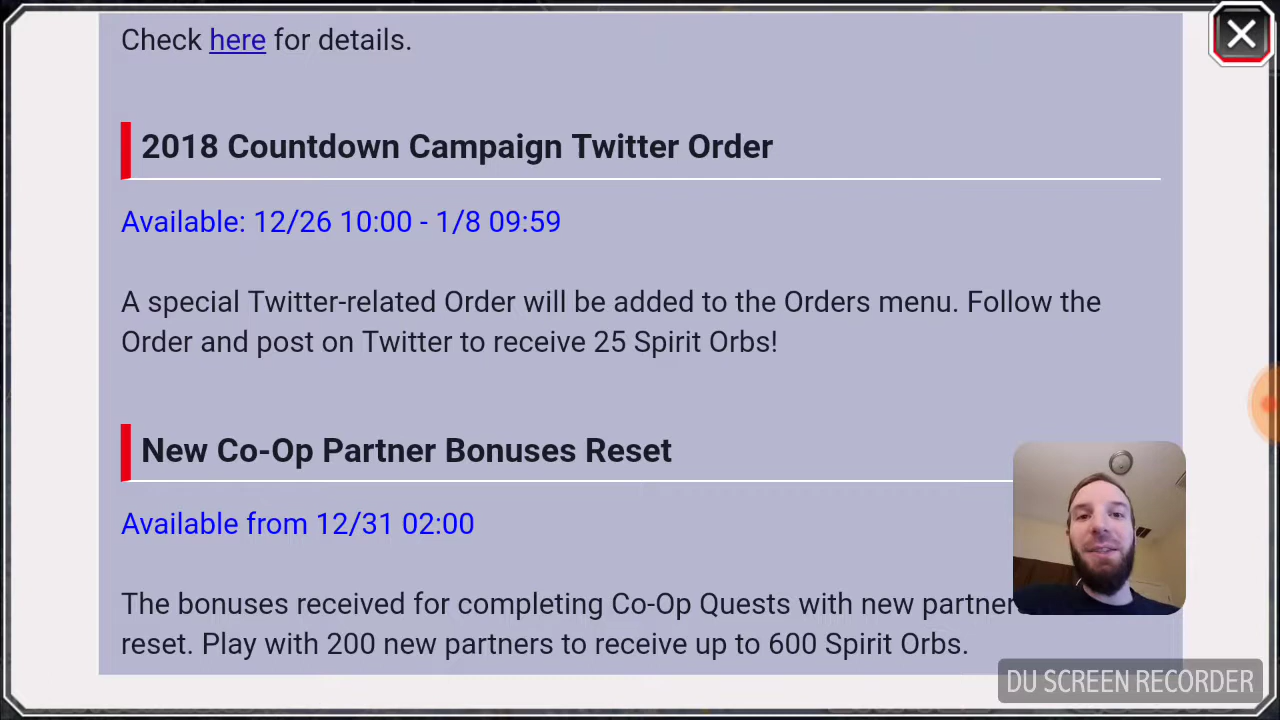 Check here for details.
2018 Countdown Campaign Twitter Order
Available: 12/26 10:00 - 1/8 09:59
A special Twitter-related Order will be added to the Orders menu. Follow the
Order and post on Twitter to receive 25 Spirit Orbs!
New Co-Op Partner Bonuses Reset
Available from 12/31 02:00
The bonuses received for completing Co-Op Quests with new partners
reset. Play with 200 new partners to receive up to 600 Spirit Orbs.
DU SCREEN RECORDER